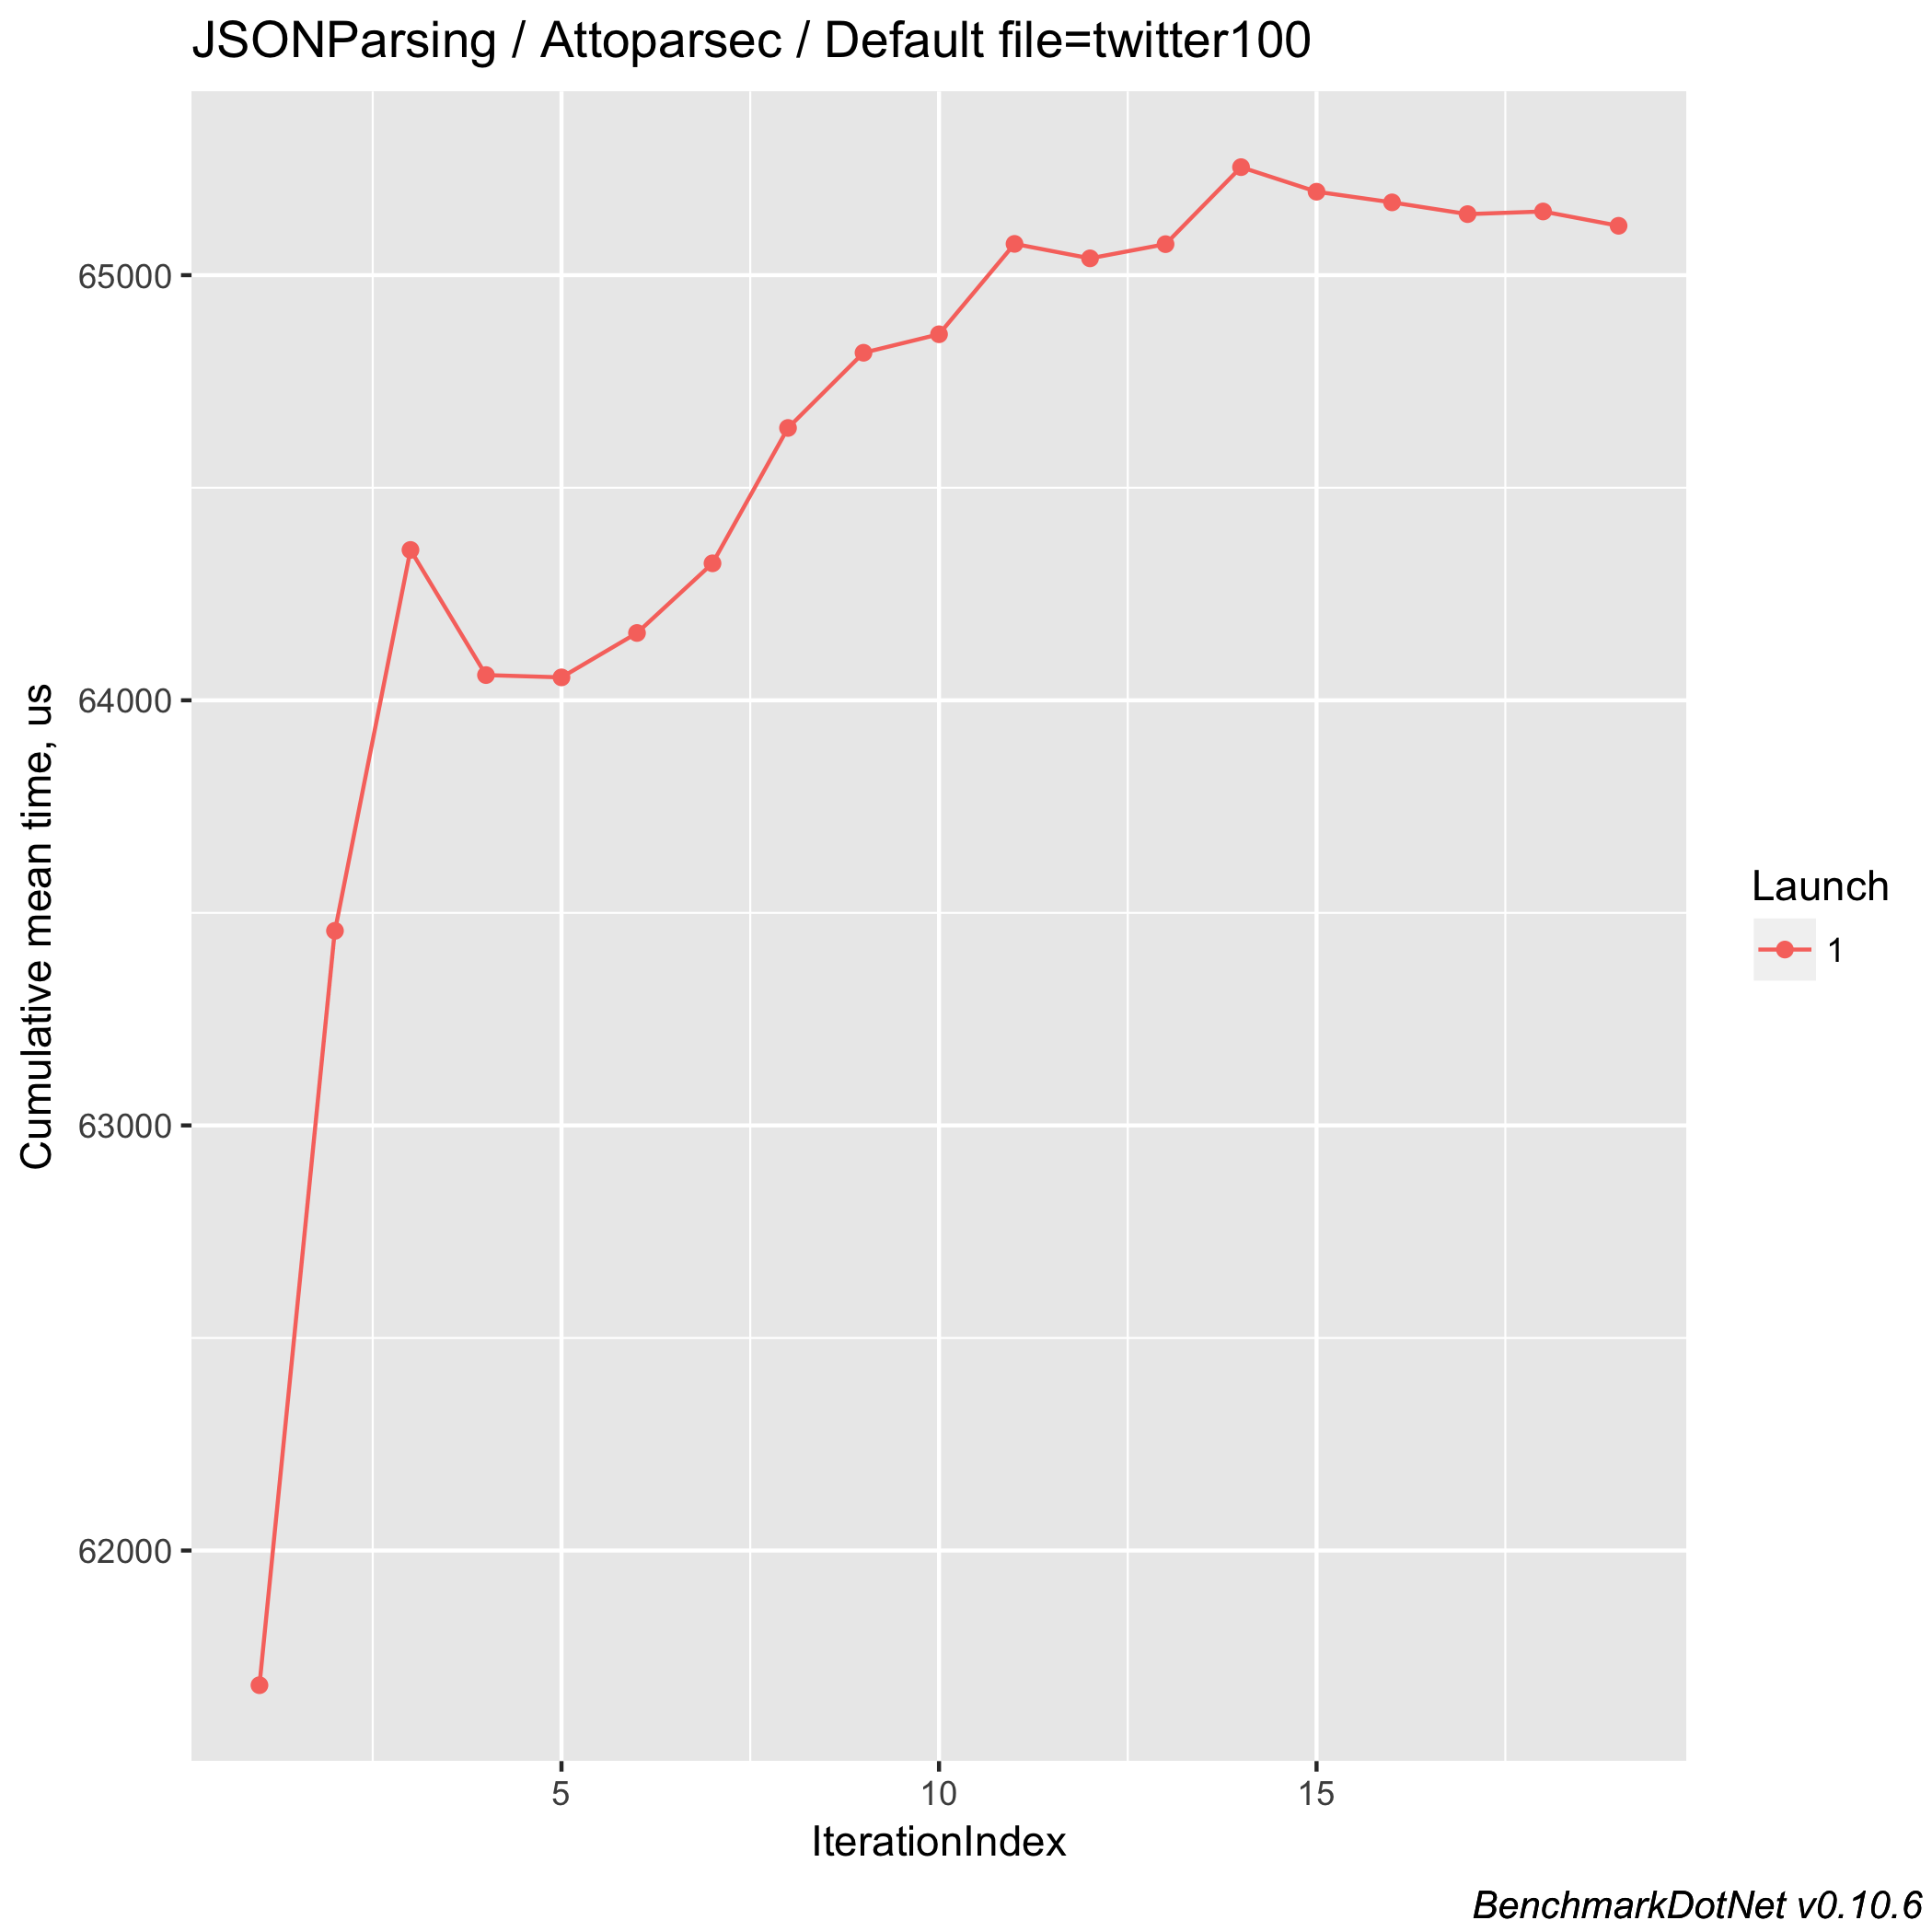 JSONParsing / Attoparsec / Default file=twitter100
Cumulative mean time, us
65000
64000
63000
62000
5
10
15
IterationIndex
Launch
1
BenchmarkDotNet v0.10.6